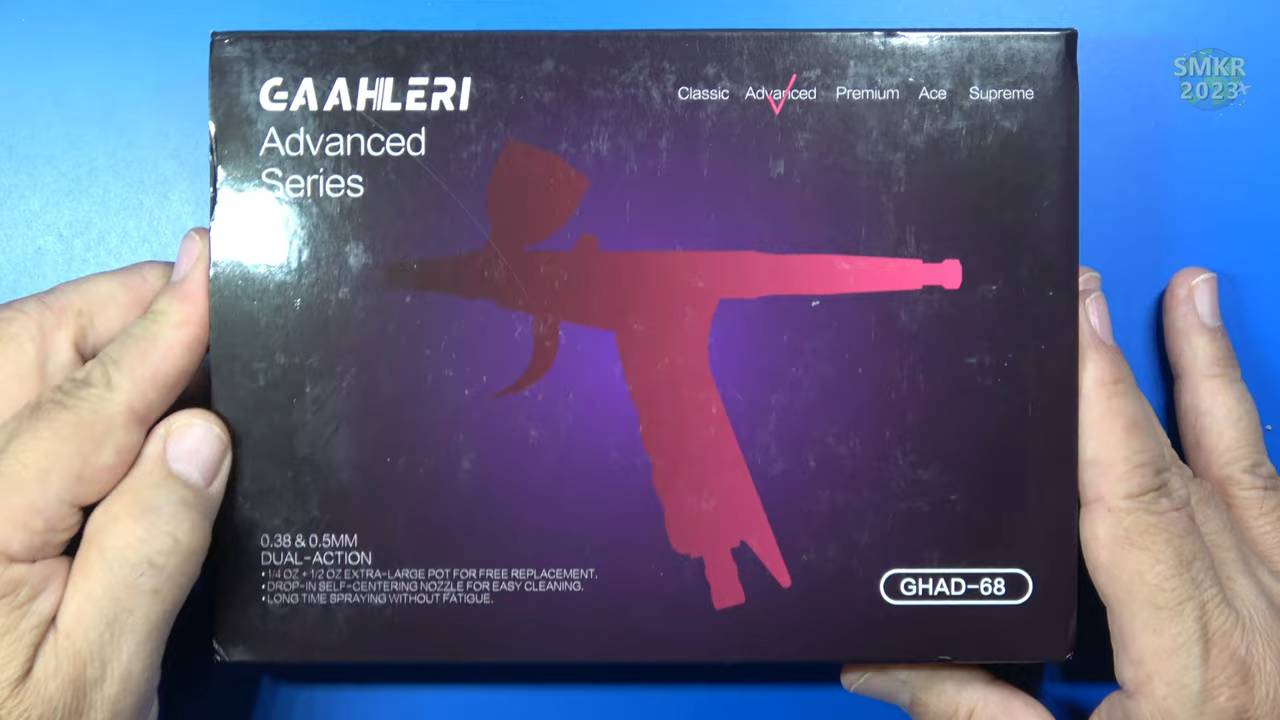 GAAHLERI
Advanced
Series
Classic Advanced Premium Ace Supreme
SMKR
2023
0.38 & 0.5MM
DUAL-ACTION
• 1/4 OZ + 1/2 OZ EXTRA-LARGE POT FOR FREE REPLACEMENT.
• DROP-IN SELF-CENTERING NOZZLE FOR EASY CLEANING.
• LONG TIME SPRAYING WITHOUT FATIGUE.
GHAD-68